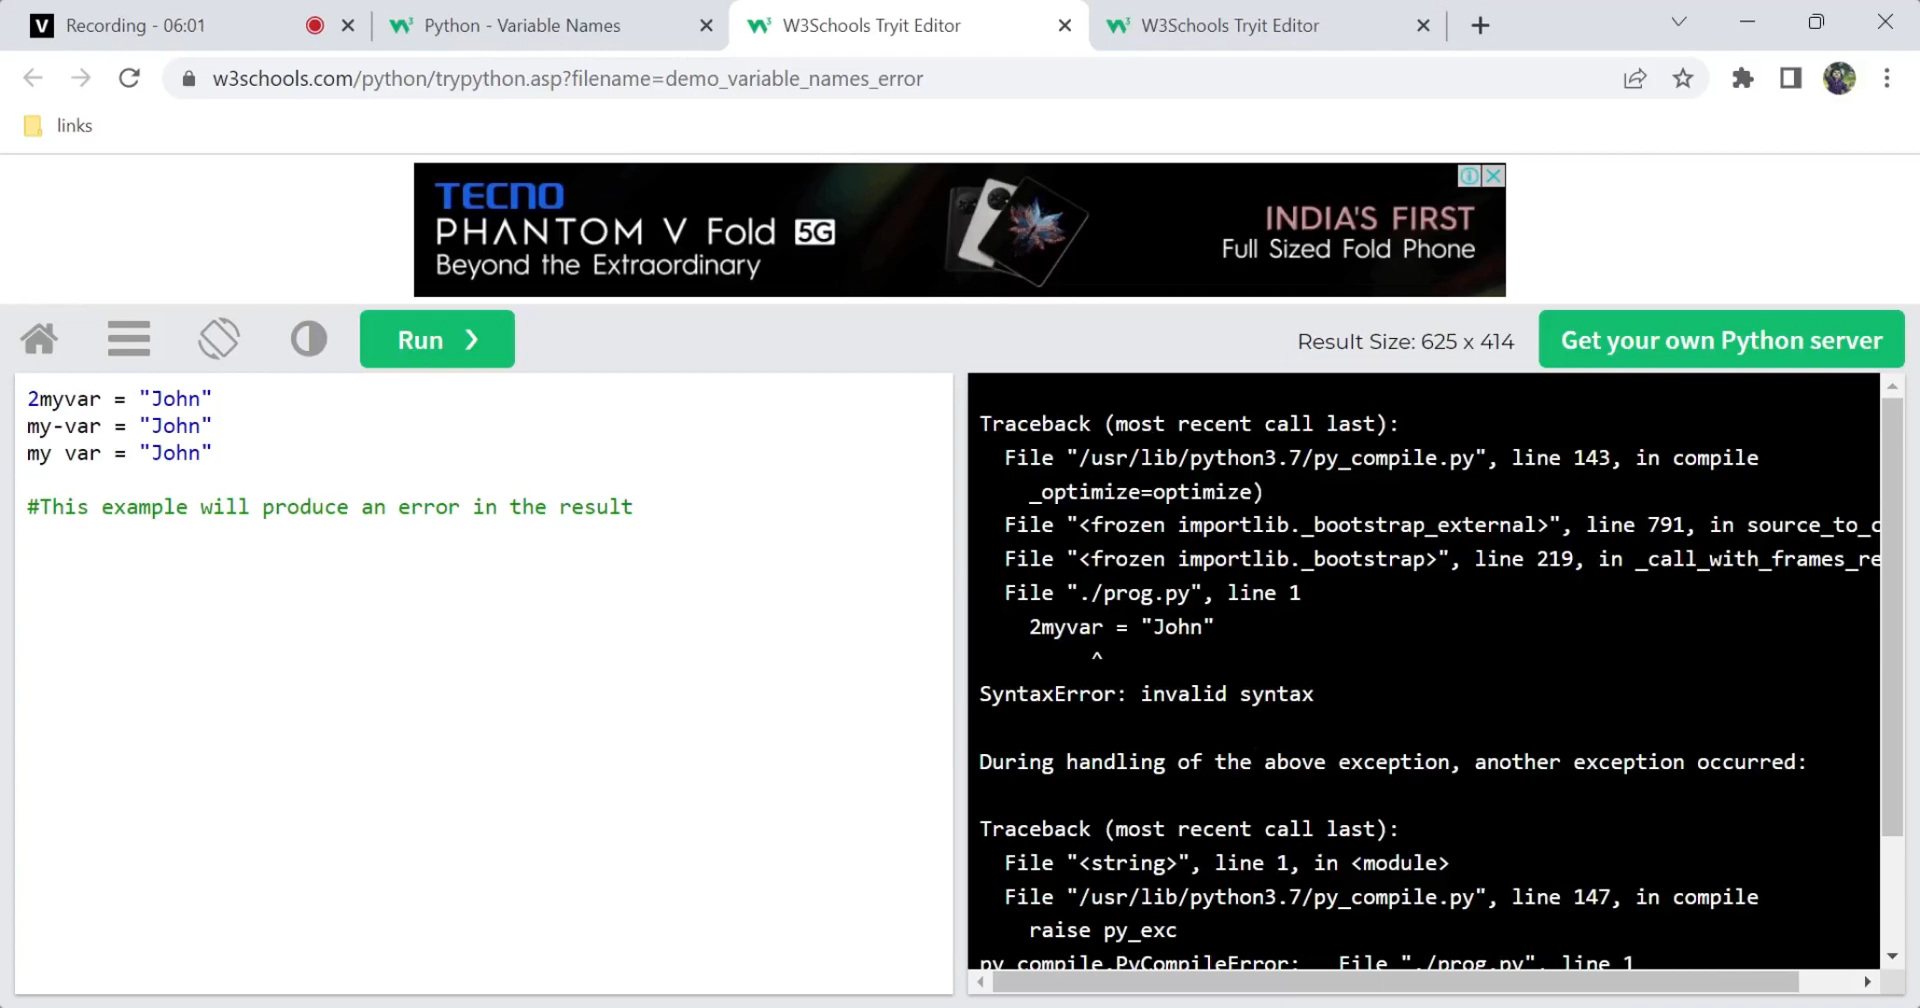 Recording - 06:01
Python - Variable Names
W3Schools Tryit Editor
W3Schools Tryit Editor
w3schools.com/python/trypython.asp?filename=demo_variable_names_error
links
TECNO
PHANTOM V Fold 5G
Beyond the Extraordinary
INDIA'S FIRST
Full Sized Fold Phone
Run ❯
Result Size: 625 x 414
Get your own Python server
2myvar = "John"
my-var = "John"
my var = "John"
#This example will produce an error in the result
Traceback (most recent call last):
File "/usr/lib/python3.7/py_compile.py", line 143, in compile
_optimize=optimize)
File "<frozen importlib._bootstrap_external>", line 791, in source_to_c
File "<frozen importlib._bootstrap>", line 219, in _call_with_frames_re
File "./prog.py", line 1
2myvar = "John"
^
SyntaxError: invalid syntax
During handling of the above exception, another exception occurred:
Traceback (most recent call last):
File "<string>", line 1, in <module>
File "/usr/lib/python3.7/py_compile.py", line 147, in compile
raise py_exc
py_compile.PyCompileError: File "./prog.py", line 1